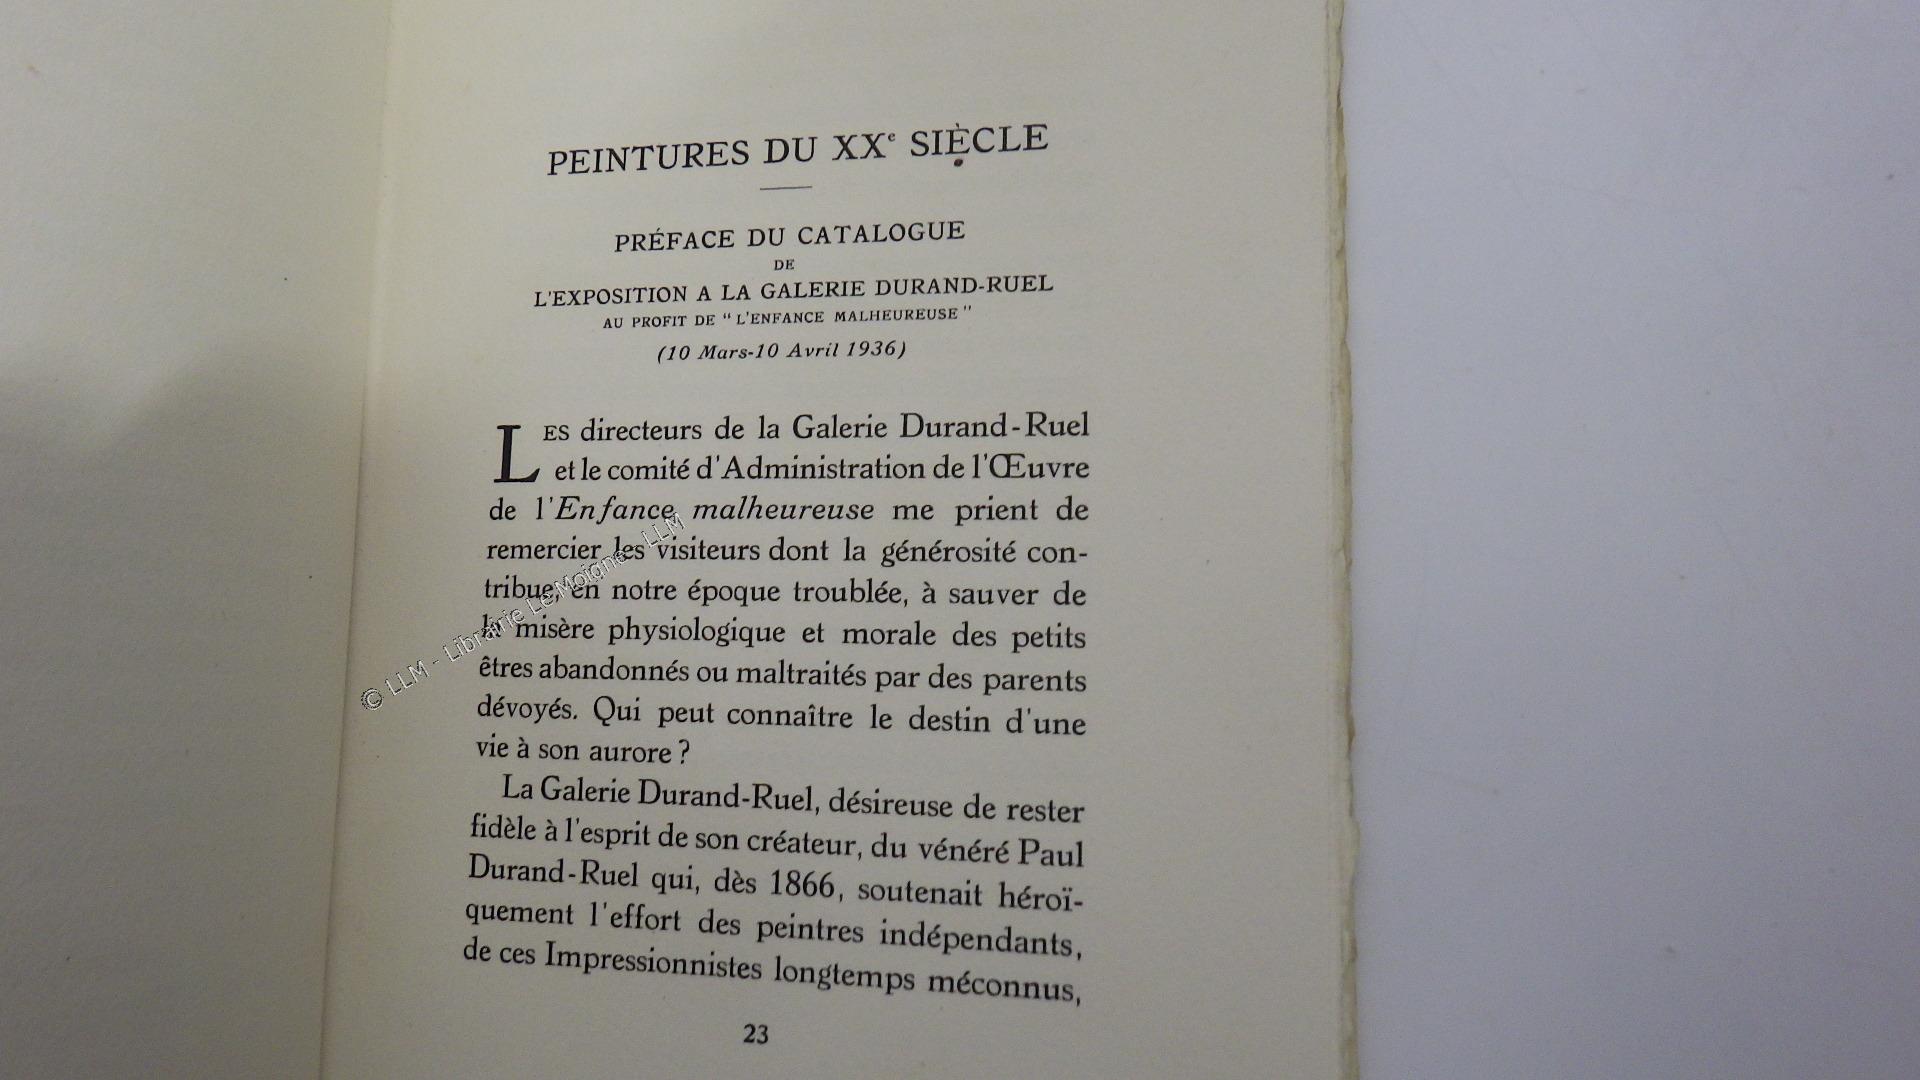 PEINTURES DU XXe SIÈCLE
PRÉFACE DU CATALOGUE
DE
L'EXPOSITION A LA GALERIE DURAND-RUEL
AU PROFIT DE “ L'ENFANCE MALHEUREUSE ”
(10 Mars-10 Avril 1936)
LES directeurs de la Galerie Durand-Ruel
et le comité d'Administration de l'Œuvre
de l'Enfance malheureuse me prient de
remercier les visiteurs dont la générosité con-
tribue, en notre époque troublée, à sauver de
la misère physiologique et morale des petits
êtres abandonnés ou maltraités par des parents
dévoyés. Qui peut connaître le destin d'une
vie à son aurore ?
La Galerie Durand-Ruel, désireuse de rester
fidèle à l'esprit de son créateur, du vénéré Paul
Durand-Ruel qui, dès 1866, soutenait héroï-
quement l'effort des peintres indépendants,
de ces Impressionnistes longtemps méconnus,
23
© LLM - Librairie Le Moigne - LLM